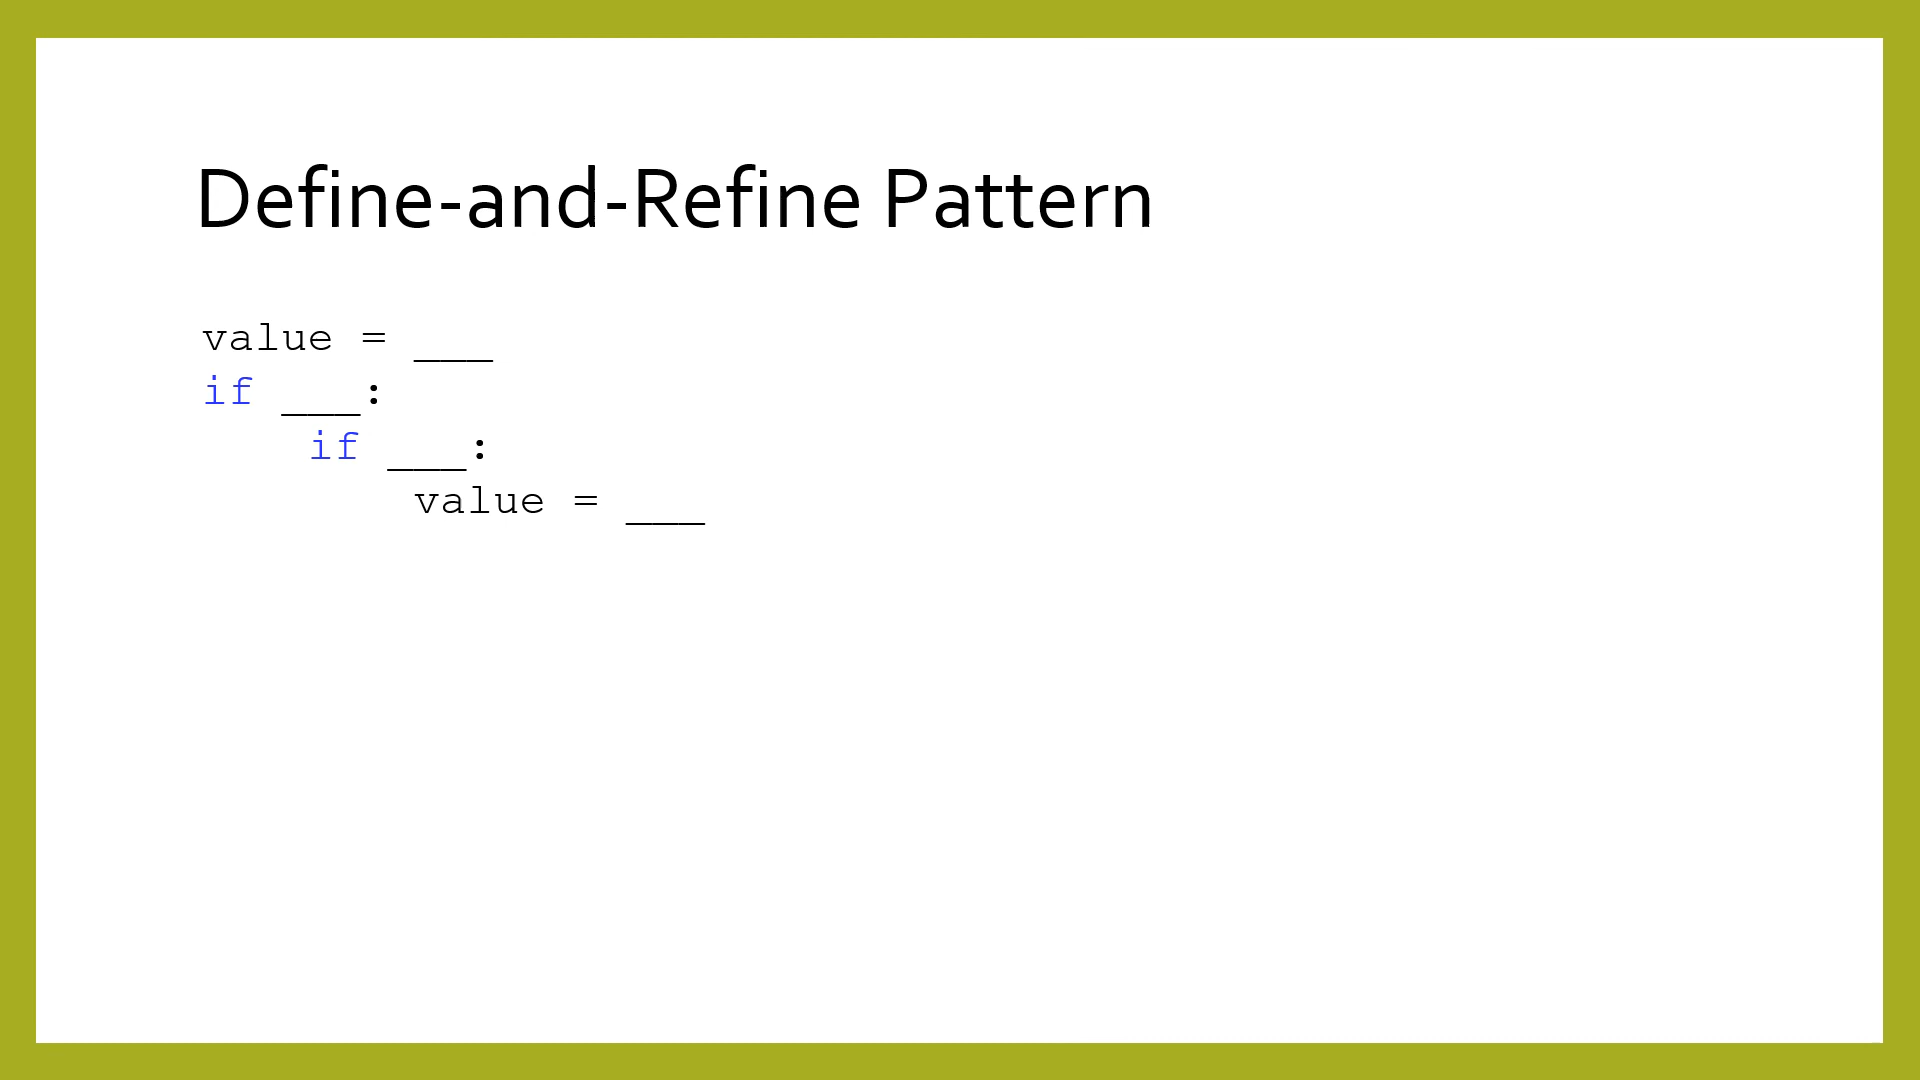 Define-and-Refine Pattern
value = ___
if ___:
    if ___:
        value = ___